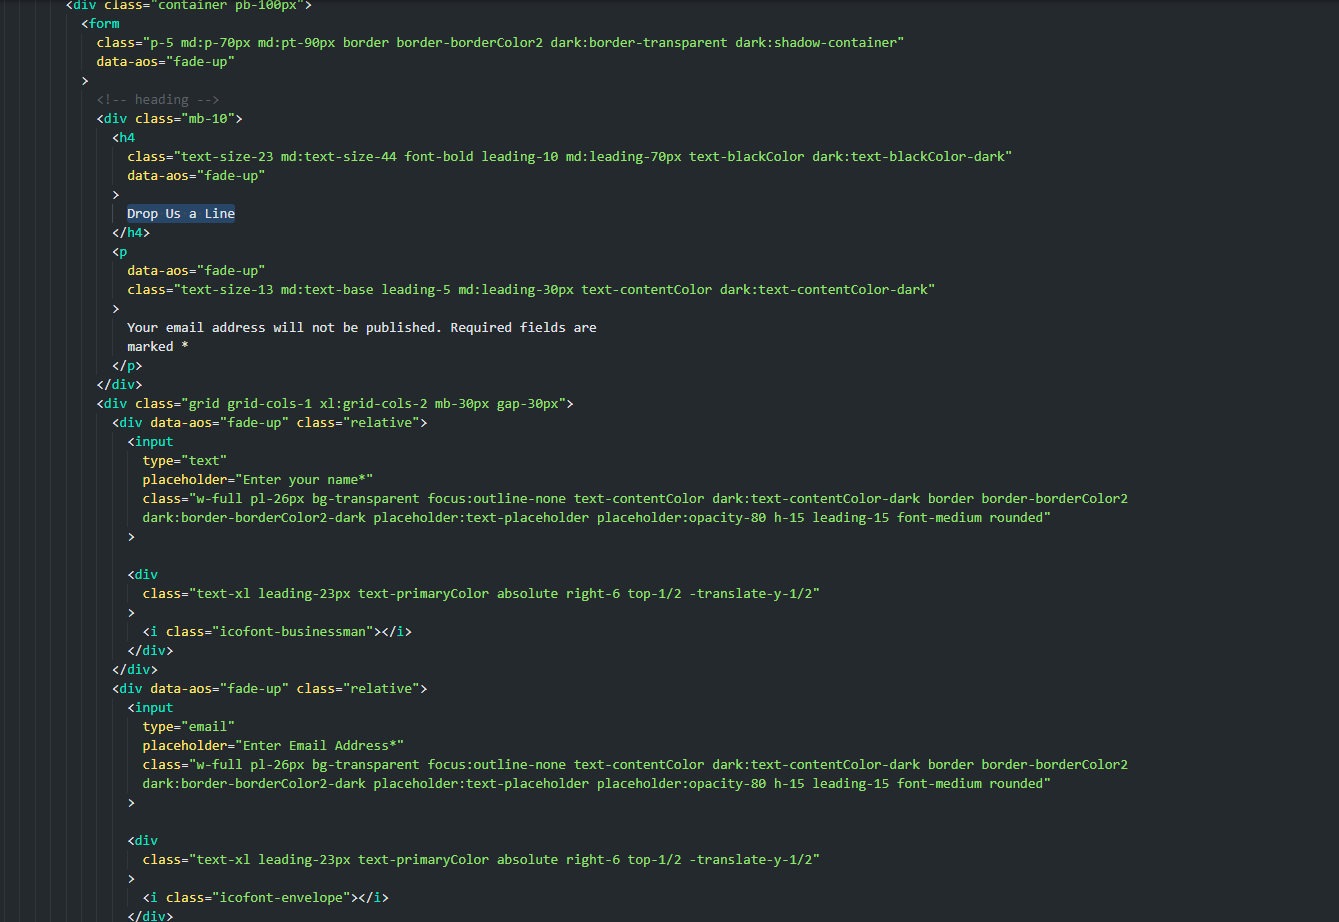 <div class="container pb-100px">
<form
class="p-5 md:p-70px md:pt-90px border border-borderColor2 dark:border-transparent dark:shadow-container"
data-aos="fade-up"
>
<!-- heading -->
<div class="mb-10">
<h4
class="text-size-23 md:text-size-44 font-bold leading-10 md:leading-70px text-blackColor dark:text-blackColor-dark"
data-aos="fade-up"
>
Drop Us a Line
</h4>
<p
data-aos="fade-up"
class="text-size-13 md:text-base leading-5 md:leading-30px text-contentColor dark:text-contentColor-dark"
>
Your email address will not be published. Required fields are
marked *
</p>
</div>
<div class="grid grid-cols-1 xl:grid-cols-2 mb-30px gap-30px">
<div data-aos="fade-up" class="relative">
<input
type="text"
placeholder="Enter your name*"
class="w-full pl-26px bg-transparent focus:outline-none text-contentColor dark:text-contentColor-dark border border-borderColor2
dark:border-borderColor2-dark placeholder:text-placeholder placeholder:opacity-80 h-15 leading-15 font-medium rounded"
>
<div
class="text-xl leading-23px text-primaryColor absolute right-6 top-1/2 -translate-y-1/2"
>
<i class="icofont-businessman"></i>
</div>
</div>
<div data-aos="fade-up" class="relative">
<input
type="email"
placeholder="Enter Email Address*"
class="w-full pl-26px bg-transparent focus:outline-none text-contentColor dark:text-contentColor-dark border border-borderColor2
dark:border-borderColor2-dark placeholder:text-placeholder placeholder:opacity-80 h-15 leading-15 font-medium rounded"
>
<div
class="text-xl leading-23px text-primaryColor absolute right-6 top-1/2 -translate-y-1/2"
>
<i class="icofont-envelope"></i>
</div>